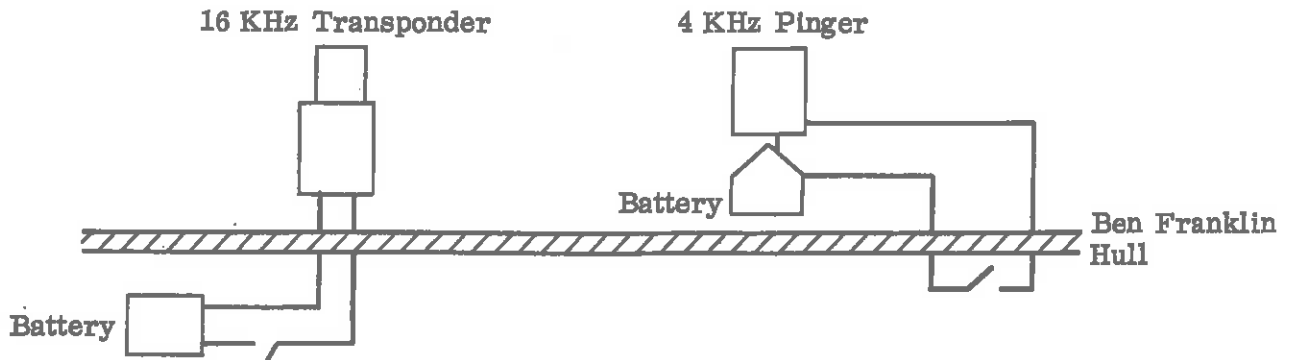 16 KHz Transponder
4 KHz Pinger
Battery
Ben Franklin
Hull
Battery